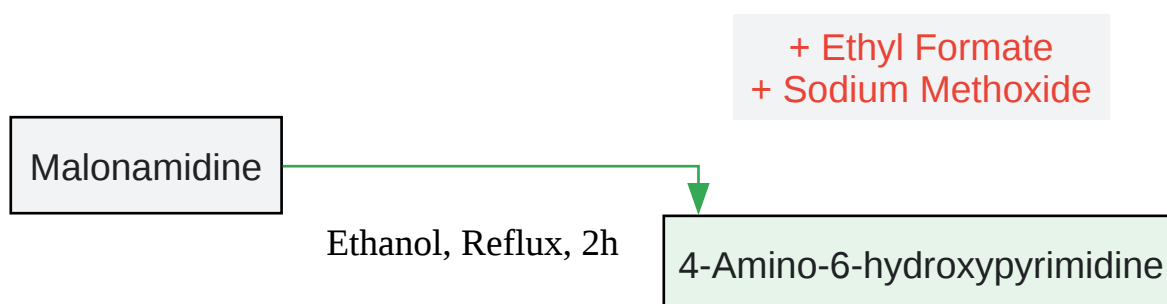 + Ethyl Formate
+ Sodium Methoxide
Malonamidine
Ethanol, Reflux, 2h
4-Amino-6-hydroxypyrimidine